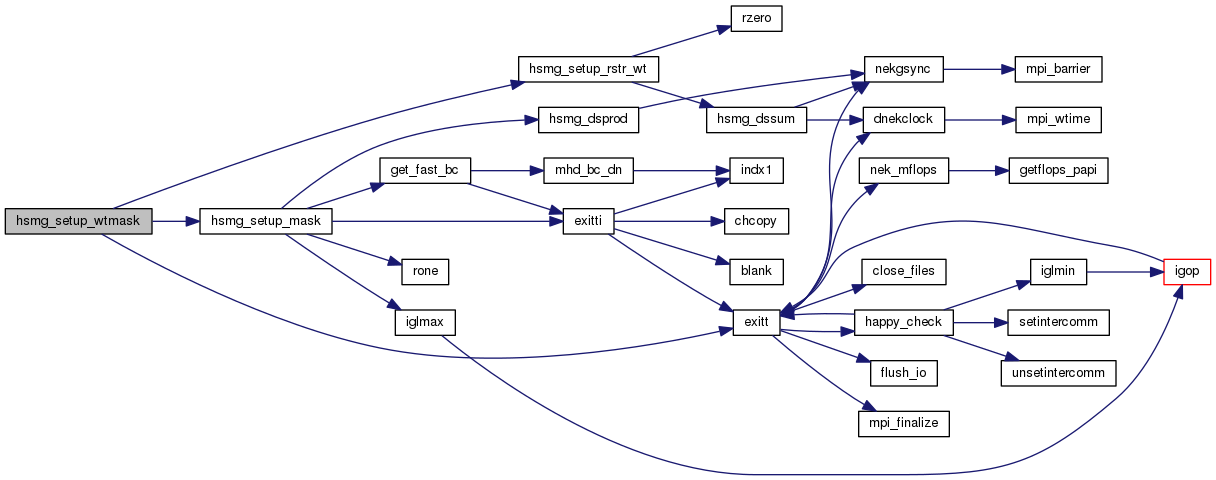 rzero
hsmg_setup_rstr_wt
nekgsync
mpi_barrier
hsmg_dsprod
hsmg_dssum
dnekclock
mpi_wtime
get_fast_bc
mhd_bc_dn
indx1
nek_mflops
getflops_papi
hsmg_setup_wtmask
hsmg_setup_mask
exitti
chcopy
rone
blank
close_files
iglmin
igop
iglmax
exitt
happy_check
setintercomm
flush_io
unsetintercomm
mpi_finalize